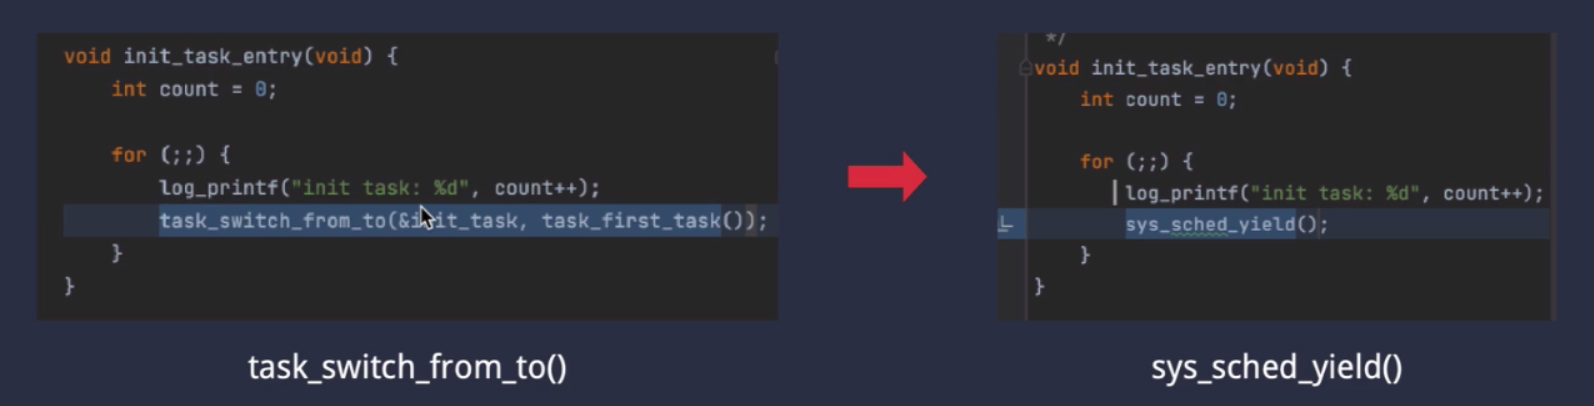 void init_task_entry(void) {
int count = 0;
for (;;) {
log_printf("init task: %d", count++);
task_switch_from_to(&init_task, task_first_task());
}
}
task_switch_from_to()
*/
void init_task_entry(void) {
int count = 0;
for (;;) {
log_printf("init task: %d", count++);
sys_sched_yield();
}
}
sys_sched_yield()